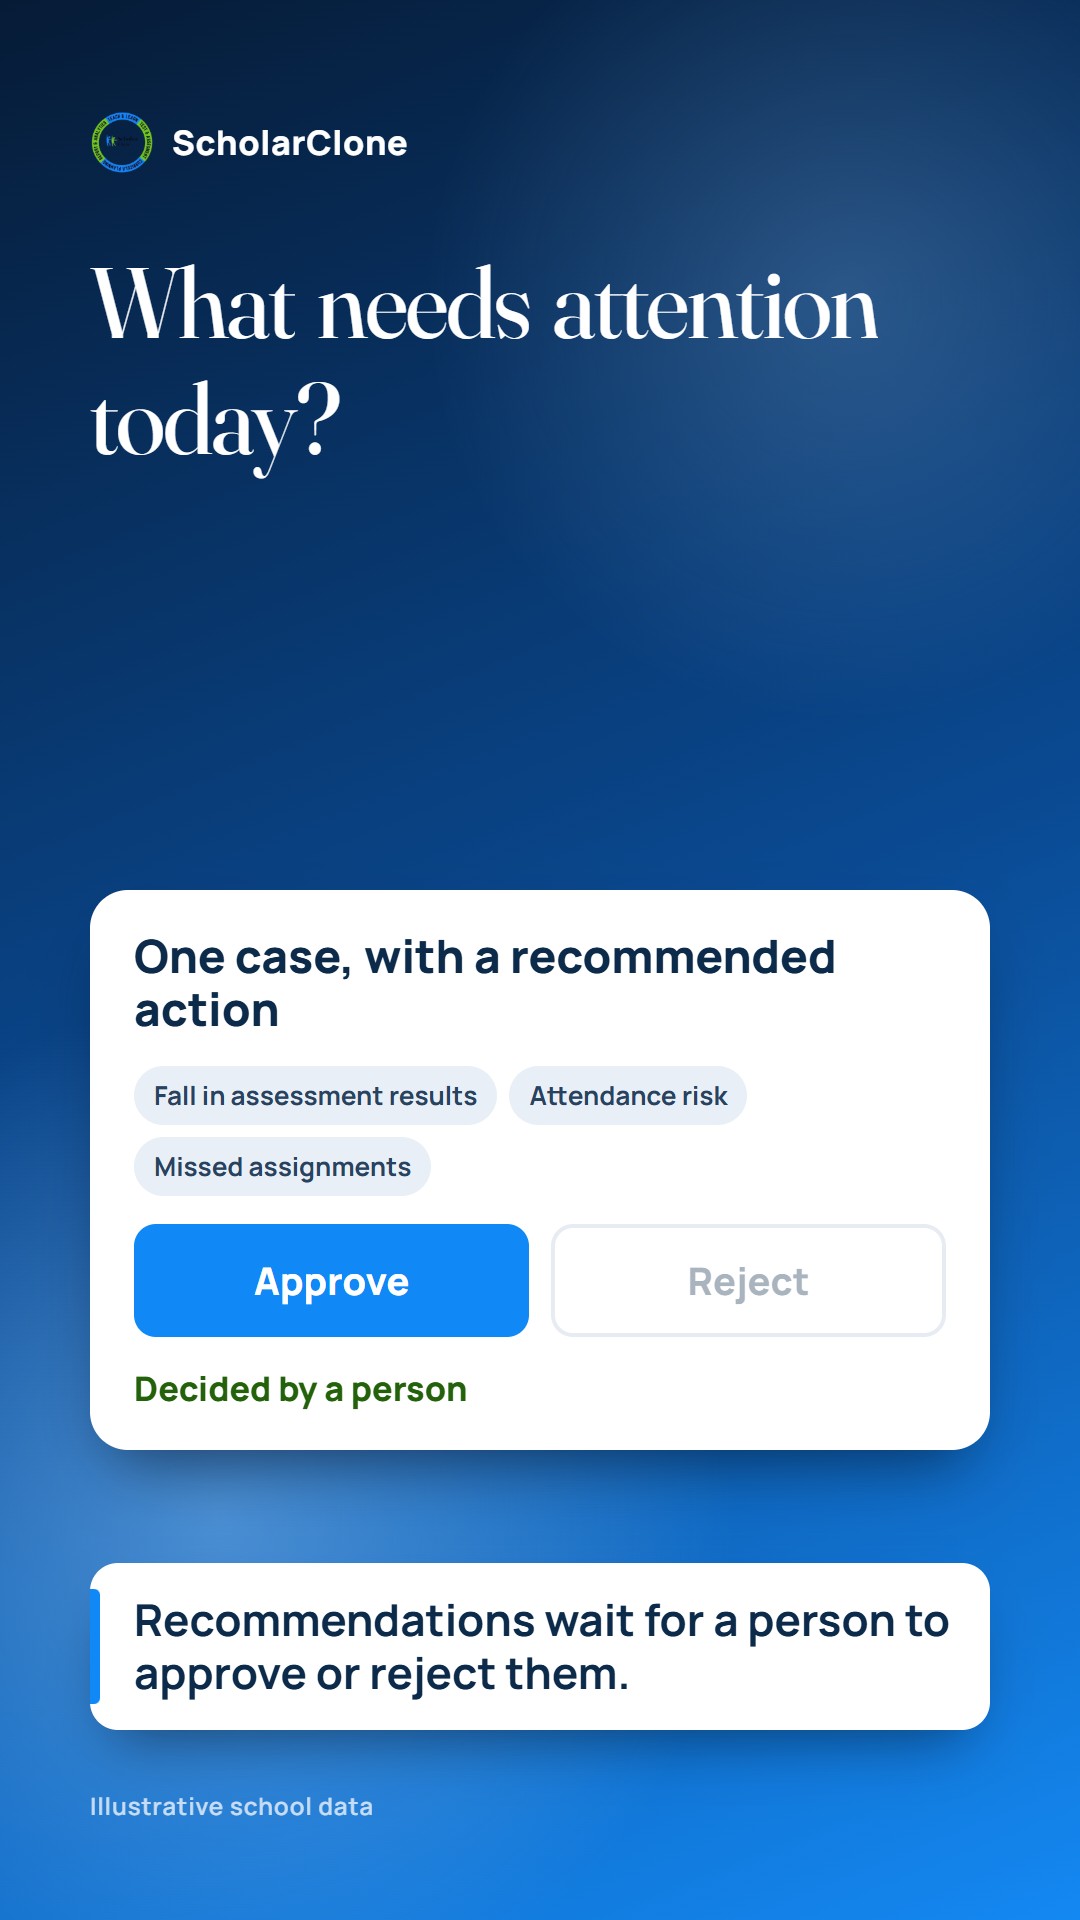 ScholarClone
What needs attention
today?
One case, with a recommended
action
Fall in assessment results
Attendance risk
Missed assignments
Approve
Reject
Decided by a person
Recommendations wait for a person to
approve or reject them.
Illustrative school data